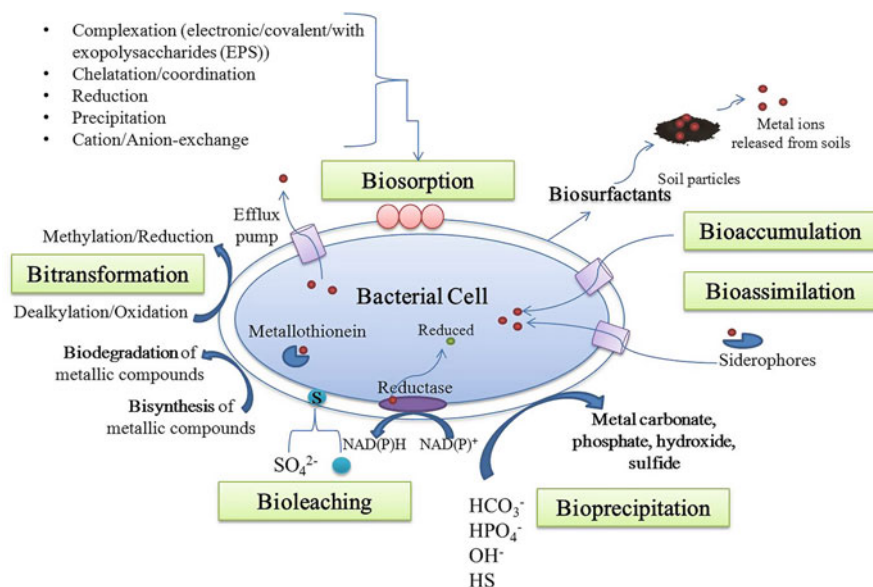 • Complexation (electronic/covalent/with
exopolysaccharides (EPS))
• Chelatation/coordination
• Reduction
• Precipitation
• Cation/Anion-exchange
Metal ions
released from soils
Soil particles
Biosorption
Biosurfactants
Efflux
pump
Methylation/Reduction
Bioaccumulation
Bitransformation
Bacterial Cell
Bioassimilation
Dealkylation/Oxidation
Metallothionein
Reduced
Siderophores
Biodegradation of
metallic compounds
Reductase
Bisynthesis of
metallic compounds
S
Metal carbonate,
phosphate, hydroxide,
sulfide
NAD(P)H
NAD(P)⁺
SO₄²⁻
Bioleaching
Bioprecipitation
HCO₃⁻
HPO₄⁻
OH⁻
HS